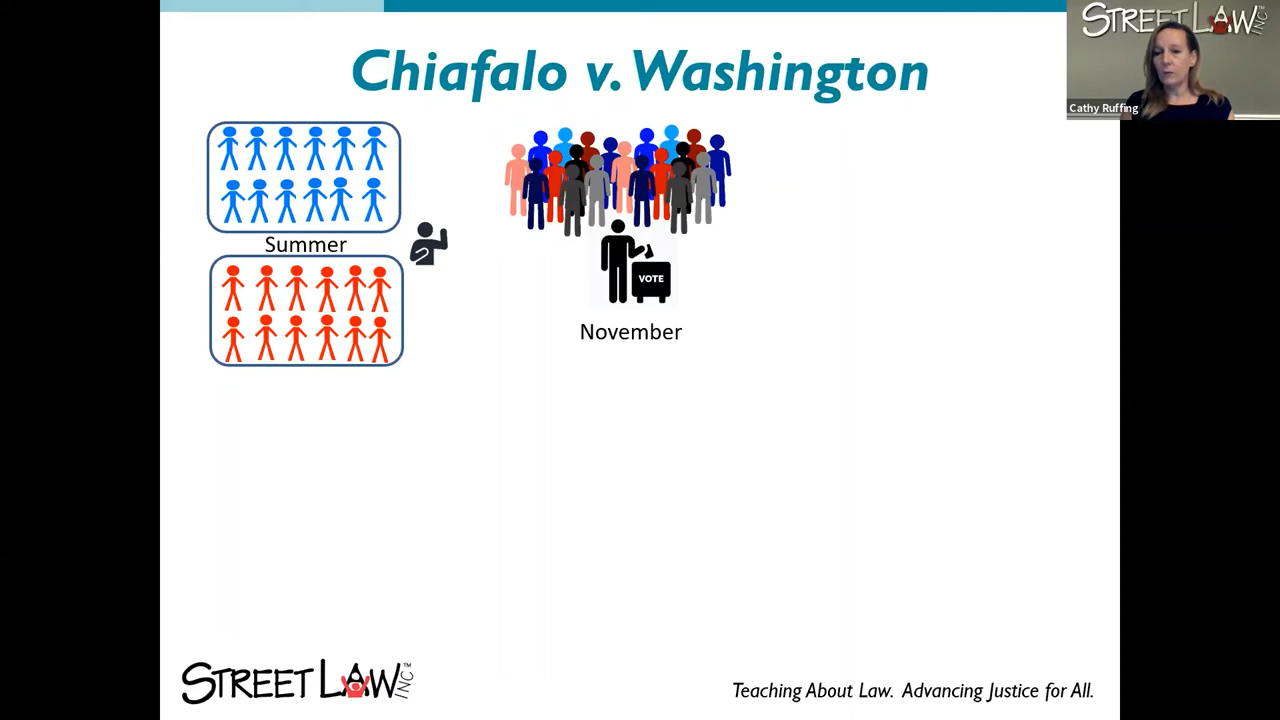 Chiafalo v. Washington
STREET LAW INC
Cathy Ruffing
Summer
VOTE
November
STREET LAW INC™
Teaching About Law. Advancing Justice for All.